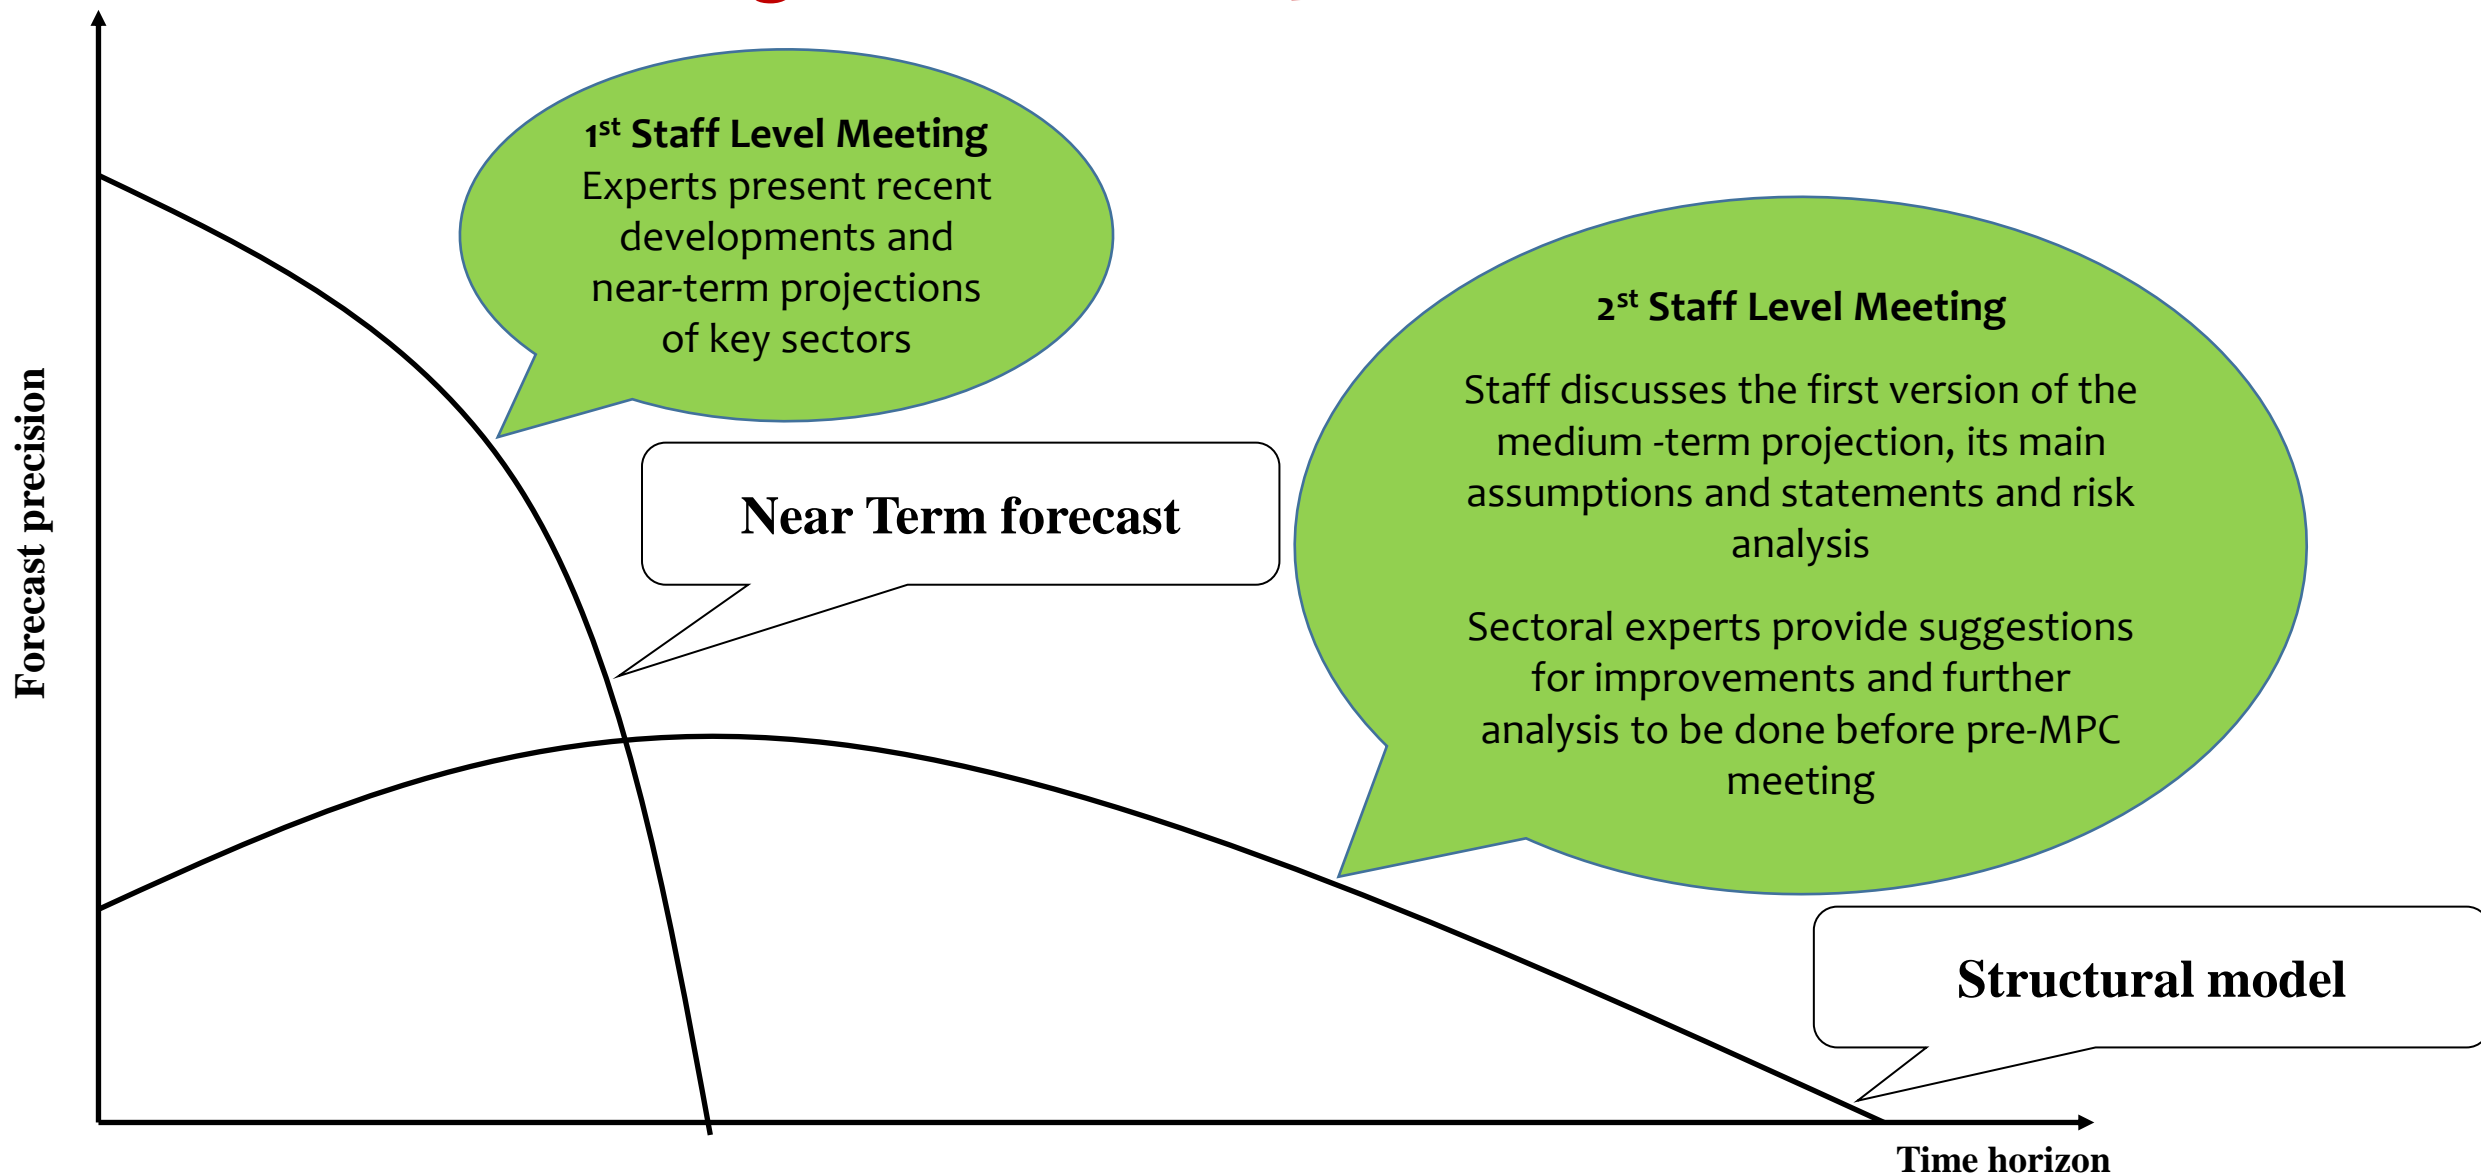 1st Staff Level Meeting
Experts present recent
developments and
near-term projections
of key sectors
2st Staff Level Meeting
Staff discusses the first version of the
medium -term projection, its main
assumptions and statements and risk
analysis
Sectoral experts provide suggestions
for improvements and further
analysis to be done before pre-MPC
meeting
Near Term forecast
Structural model
Forecast precision
Time horizon